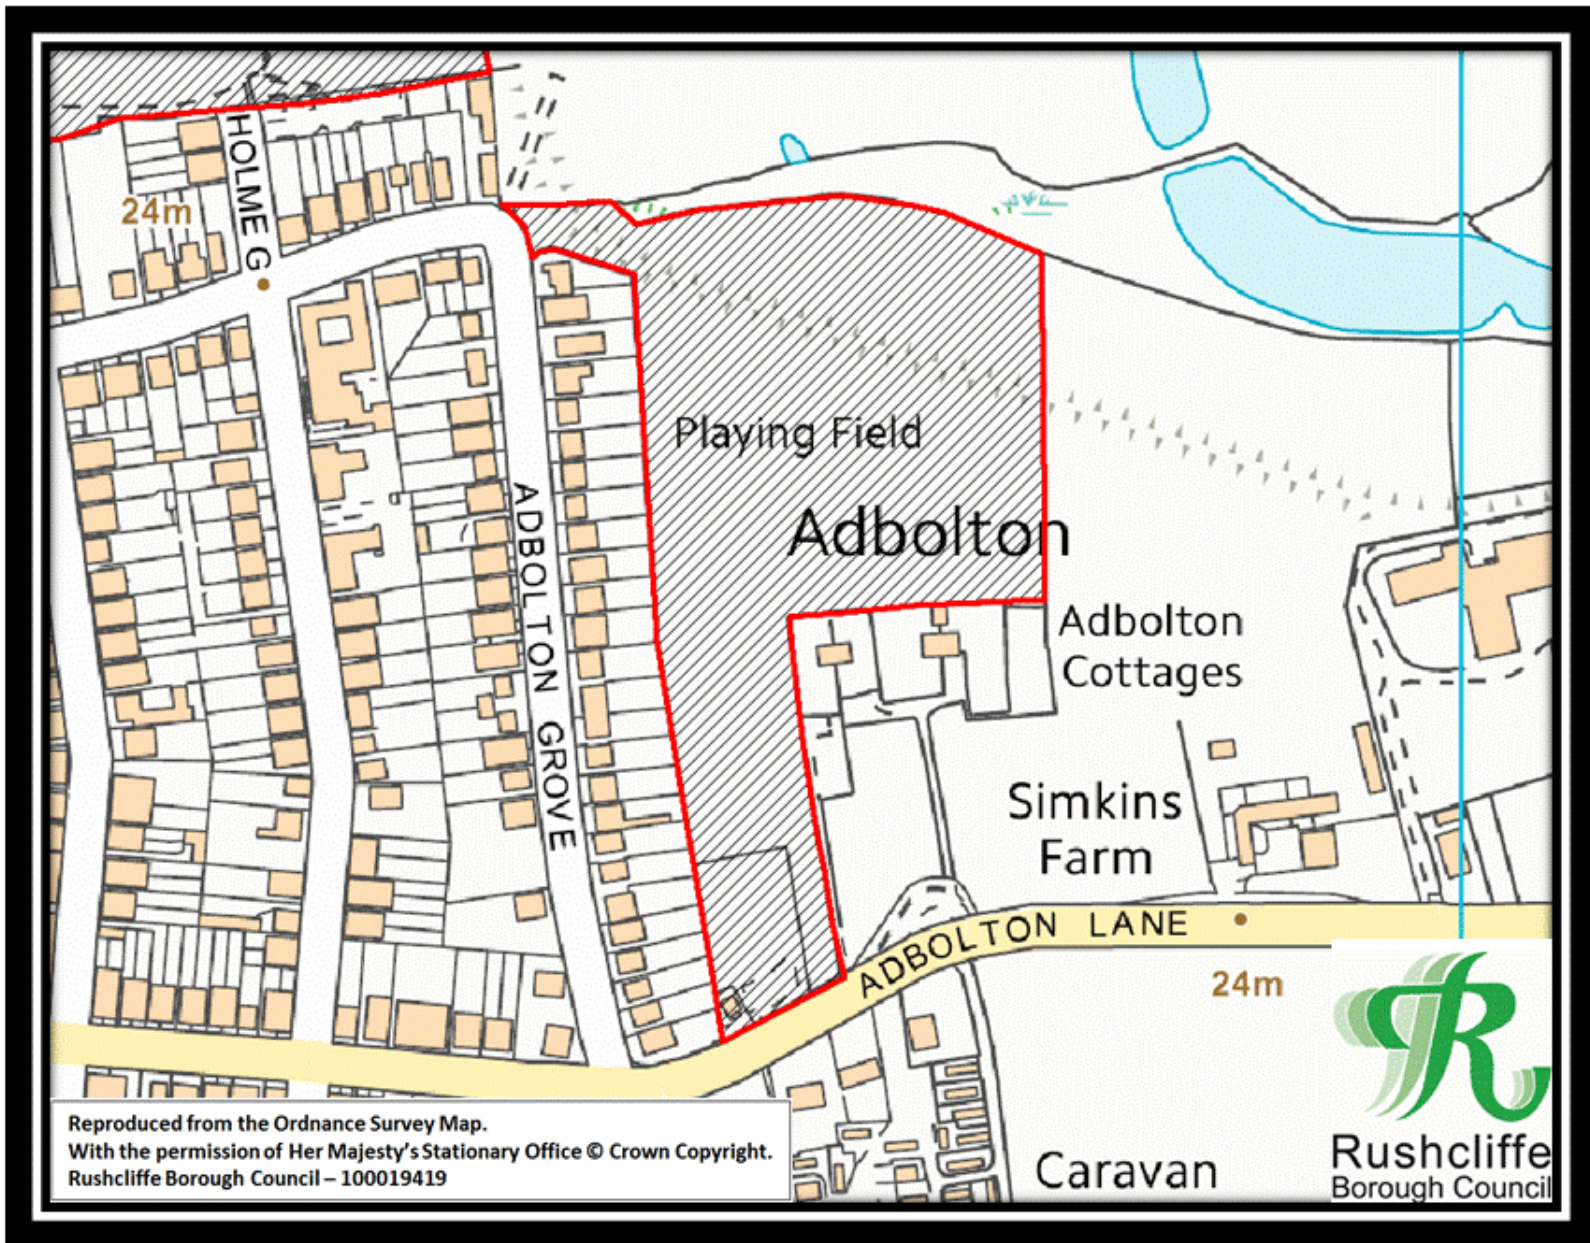 HOLME G
24m
Playing Field
Adbolton
ADBOLTON GROVE
Adbolton
Cottages
Simkins
Farm
ADBOLTON LANE
24m
Caravan
Reproduced from the Ordnance Survey Map.
With the permission of Her Majesty's Stationary Office © Crown Copyright.
Rushcliffe Borough Council – 100019419
R
Rushcliffe
Borough Council